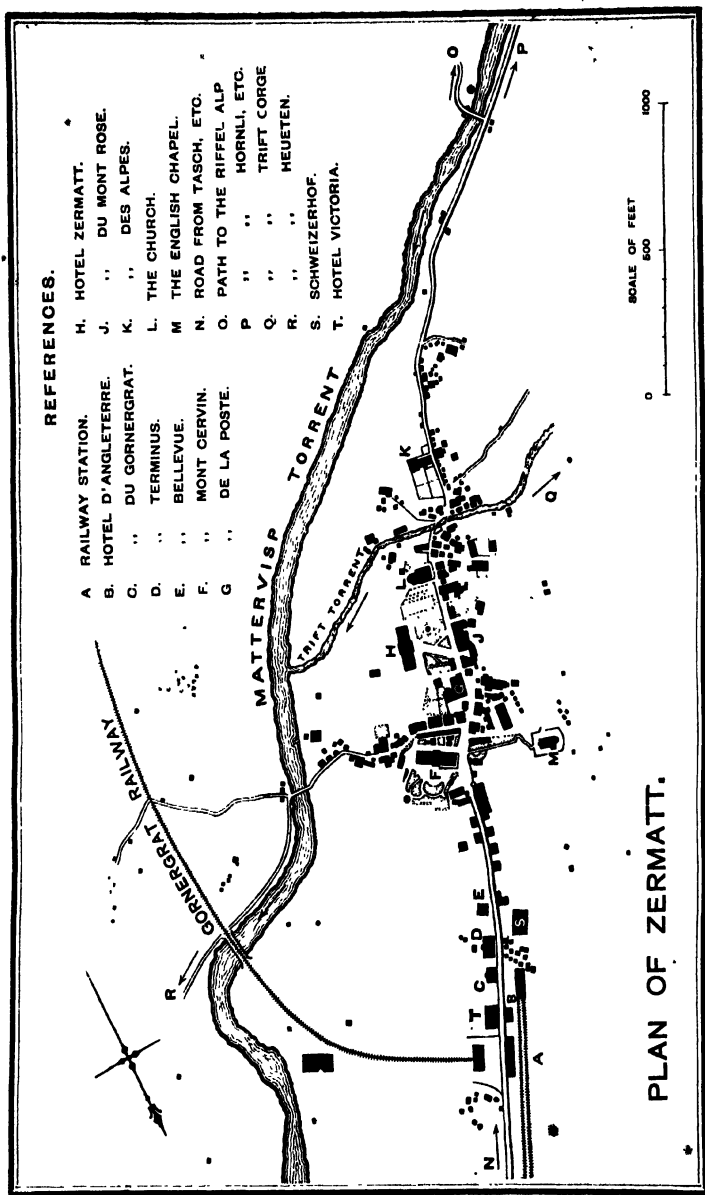 REFERENCES.
A RAILWAY STATION.
B. HOTEL D'ANGLETERRE.
C. ,, DU GORNERGRAT.
D. ,, TERMINUS.
E. ,, BELLEVUE.
F. ,, MONT CERVIN.
G ,, DE LA POSTE.
H. HOTEL ZERMATT.
J. ,, DU MONT ROSE.
K. ,, DES ALPES.
L. THE CHURCH.
M THE ENGLISH CHAPEL.
N. ROAD FROM TASCH, ETC.
O. PATH TO THE RIFFEL ALP
P ,, ,, HORNLI, ETC.
Q. ,, ,, TRIFT CORGE
R. ,, ,, HEUETEN.
S. SCHWEIZERHOF.
T. HOTEL VICTORIA.
GORNERGRAT RAILWAY
MATTERVISP TORRENT
TRIFT TORRENT
R
O
P
Q
K
L
H
J
G
F
M
E
D
S
C
T
B
A
N
SCALE OF FEET
0 500 1000
PLAN OF ZERMATT.